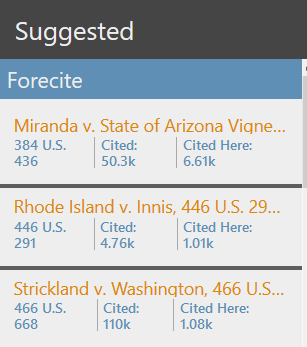 Suggested
Forecite
Miranda v. State of Arizona Vigne...
384 U.S. Cited: Cited Here:
436 50.3k 6.61k
Rhode Island v. Innis, 446 U.S. 29...
446 U.S. Cited: Cited Here:
291 4.76k 1.01k
Strickland v. Washington, 466 U.S...
466 U.S. Cited: Cited Here:
668 110k 1.08k